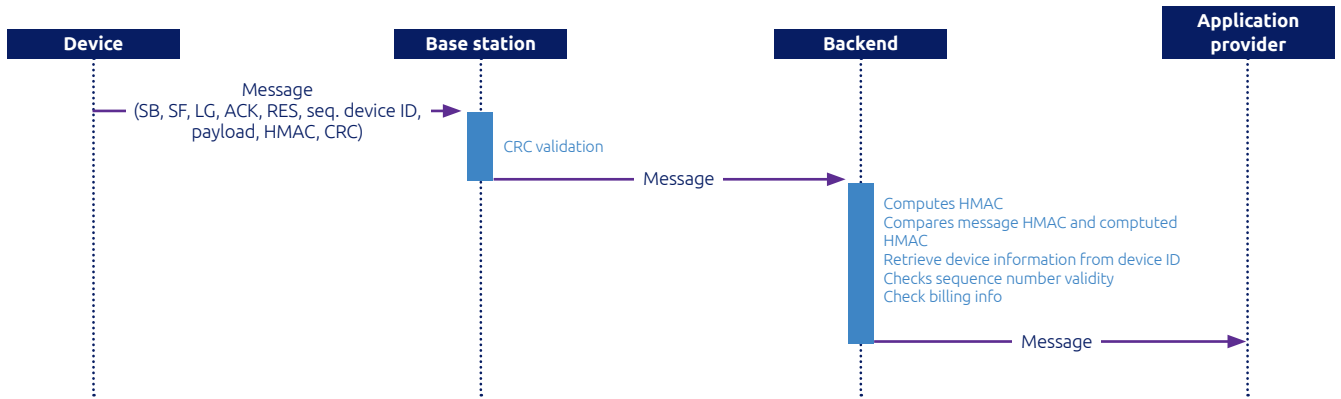 Device
Base station
Backend
Application
provider
Message
(SB, SF, LG, ACK, RES, seq. device ID,
payload, HMAC, CRC)
CRC validation
Message
Computes HMAC
Compares message HMAC and comptuted
HMAC
Retrieve device information from device ID
Checks sequence number validity
Check billing info
Message